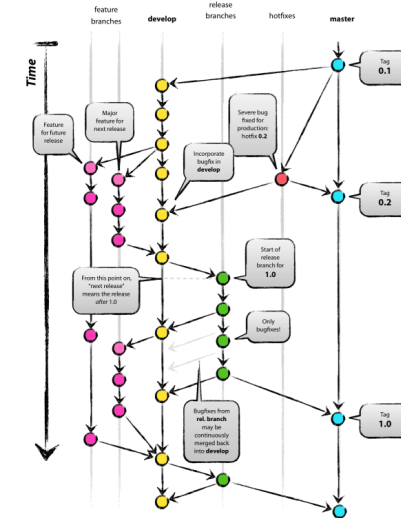 feature
branches
develop
release
branches
hotfixes
master
Time
Tag
0.1
Major
feature for
next release
Feature
for future
release
Severe bug
fixed for
production:
hotfix 0.2
Incorporate
bugfix in
develop
Tag
0.2
Start of
release
branch for
1.0
From this point on,
"next release"
means the release
after 1.0
Only
bugfixes!
Bugfixes from
rel. branch
may be
continuously
merged back
into develop
Tag
1.0